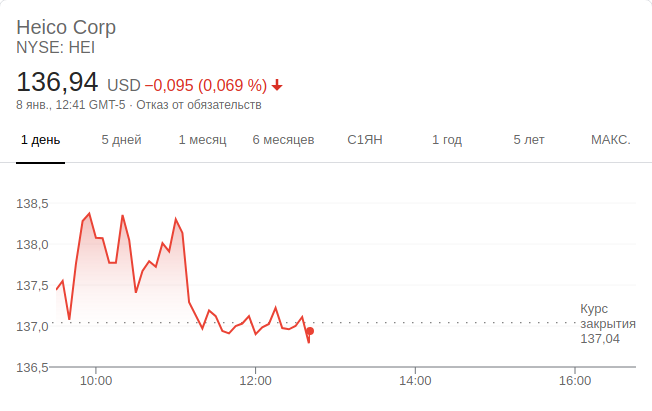 Heico Corp
NYSE: HEI
136,94 USD −0,095 (0,069 %)
8 янв., 12:41 GMT-5 · Отказ от обязательств
1 день 5 дней 1 месяц 6 месяцев С1ЯН 1 год 5 лет МАКС.
138,5
138,0
137,5
137,0
136,5
Курс
закрытия
137,04
10:00 12:00 14:00 16:00